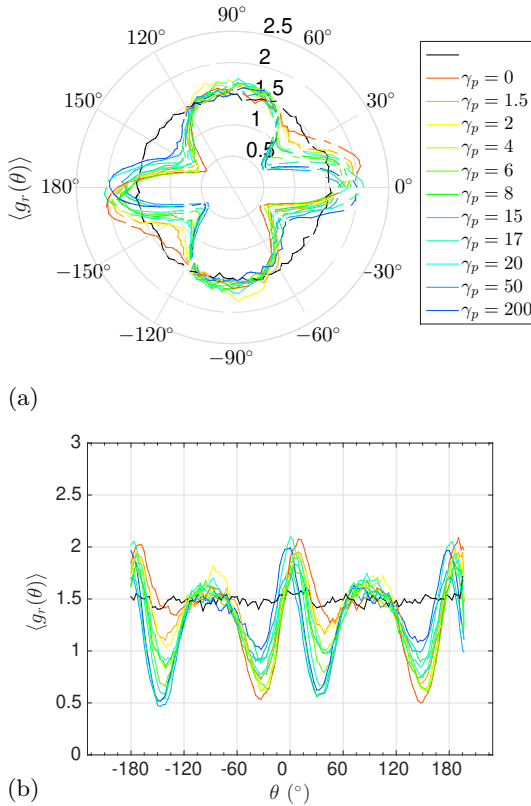 90°
2.5
120°
60°
2
1.5
150°
30°
1
0.5
⟨g_r(θ)⟩
180°
0°
−150°
−30°
−120°
−60°
−90°
γ_p = 0
γ_p = 1.5
γ_p = 2
γ_p = 4
γ_p = 6
γ_p = 8
γ_p = 15
γ_p = 17
γ_p = 20
γ_p = 50
γ_p = 200
(a)
3
2.5
2
1.5
1
0.5
0
⟨g_r(θ)⟩
-180 -120 -60 0 60 120 180
θ (°)
(b)